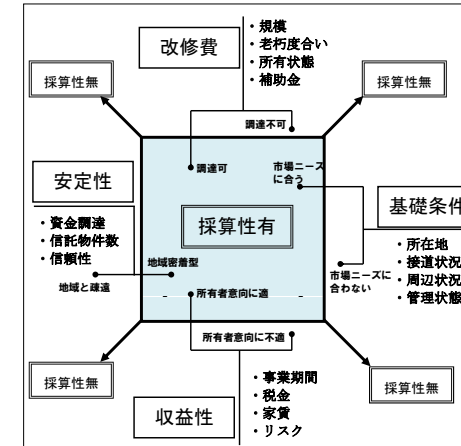 改修費
・規模
・老朽度合い
・所有状態
・補助金
採算性無
採算性無
調達不可
調達可
市場ニーズ
に合う
安定性
・資金調達
・信託物件数
・信頼性
採算性有
基礎条件
・所在地
・接道状況
・周辺状況
・管理状態
地域密着型
地域と疎遠
市場ニーズに
合わない
所有者意向に適
所有者意向に不適
採算性無
採算性無
収益性
・事業期間
・税金
・家賃
・リスク